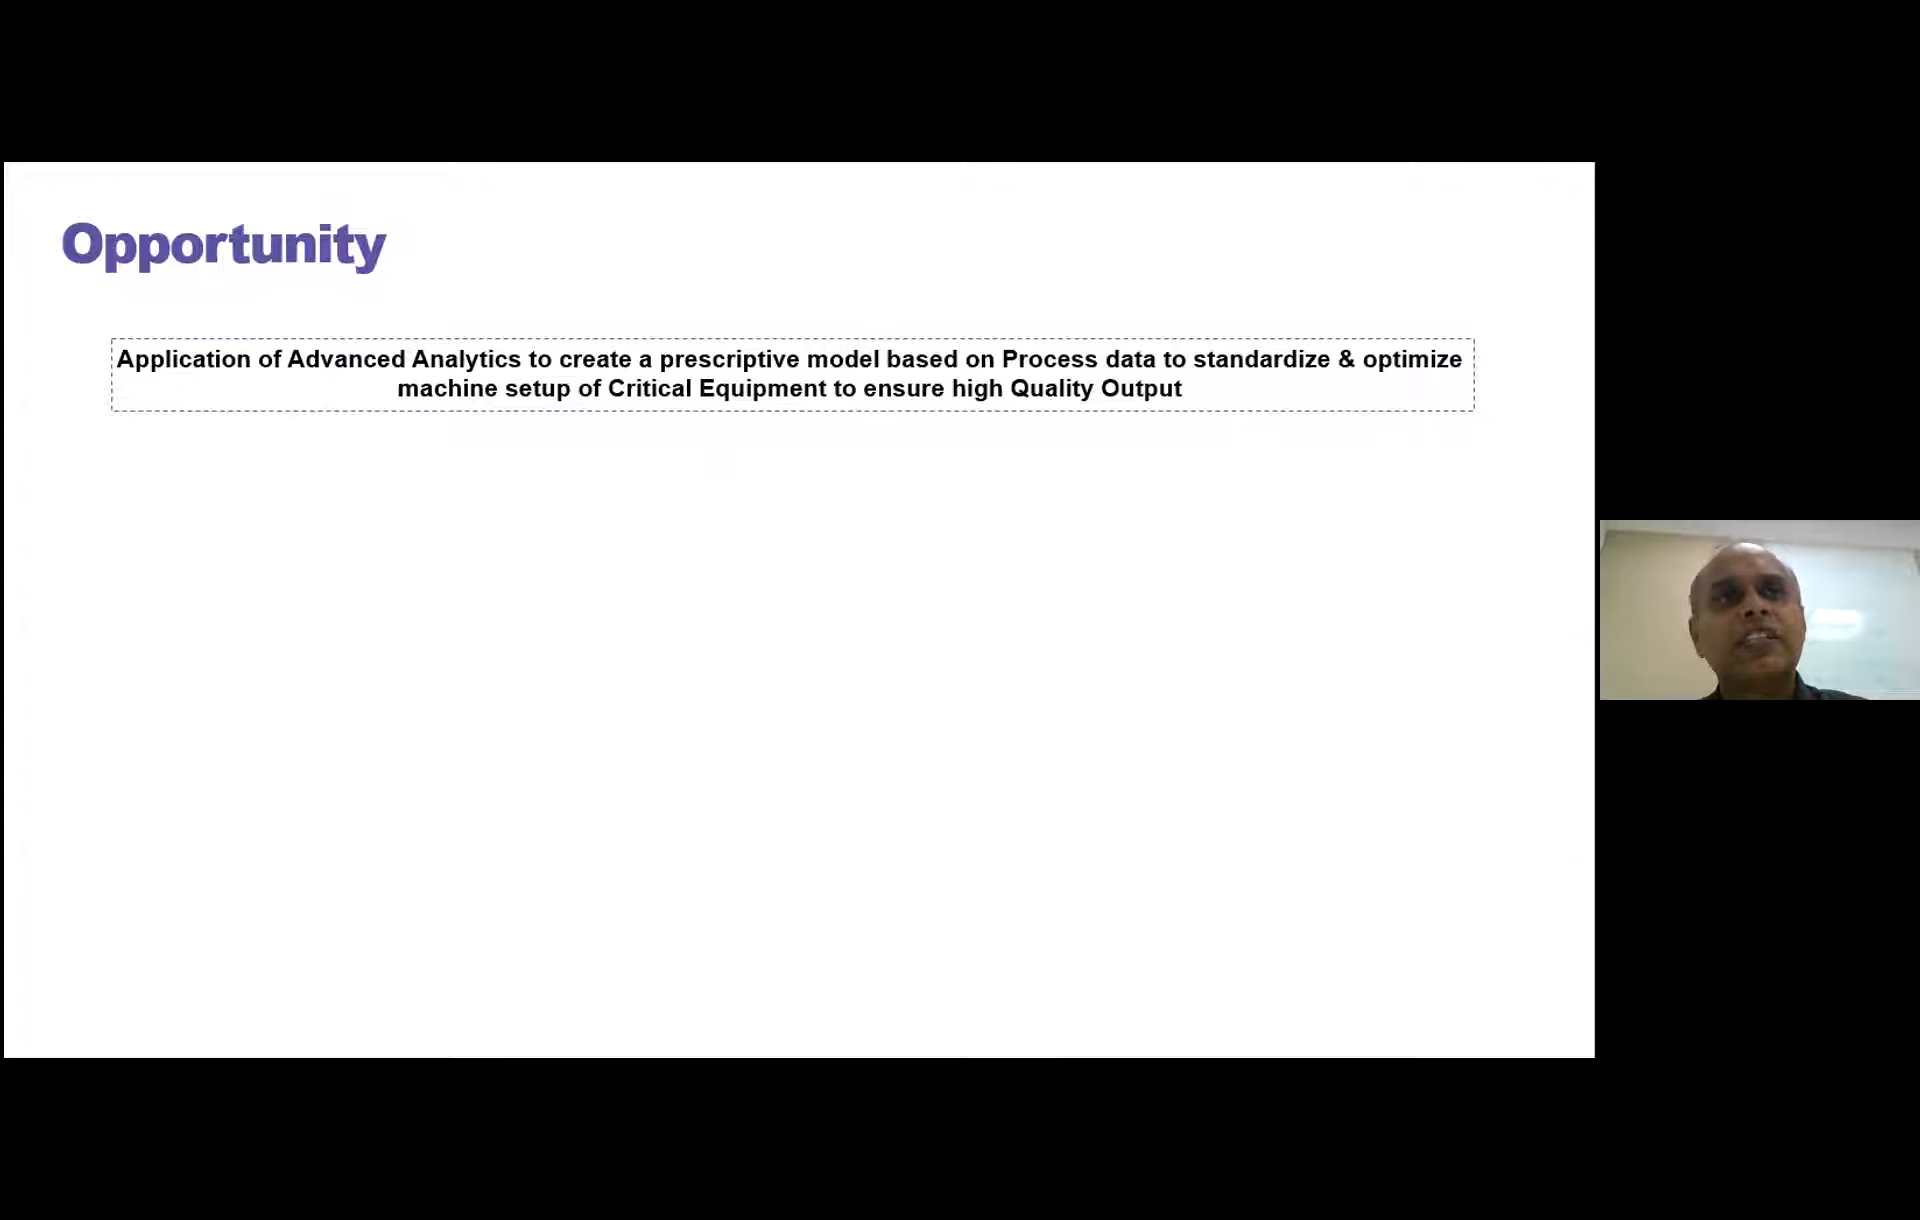 Opportunity
Application of Advanced Analytics to create a prescriptive model based on Process data to standardize & optimize
machine setup of Critical Equipment to ensure high Quality Output